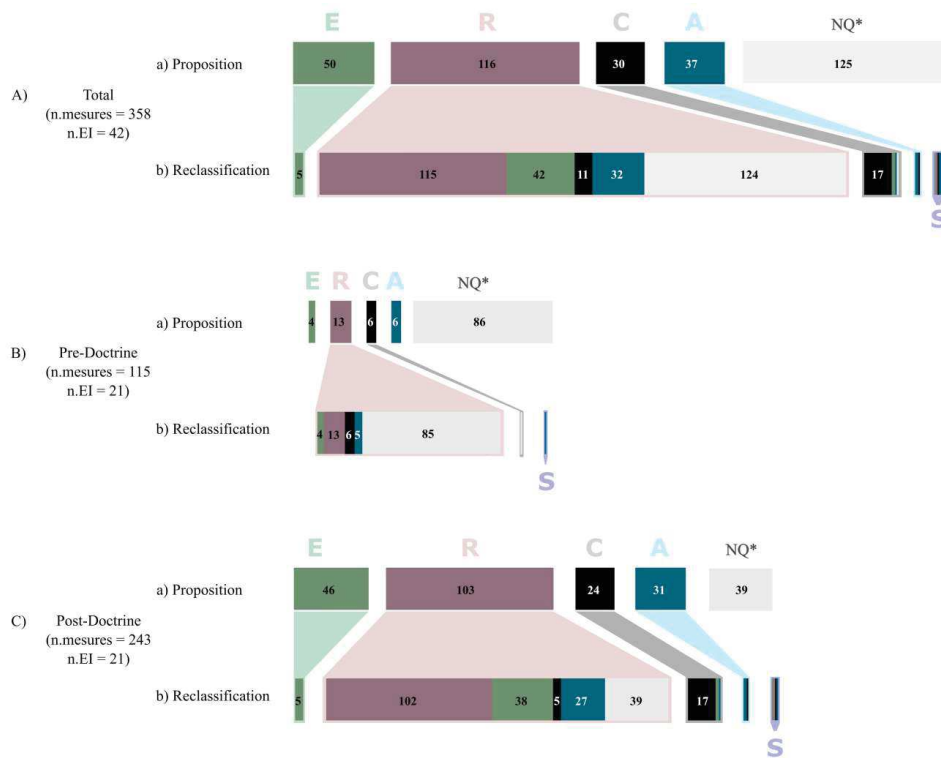 E R C A NQ*
a) Proposition 50 116 30 37 125
A) Total
(n.mesures = 358
n.EI = 42)
b) Reclassification 5 115 42 11 32 124 17
S
E R C A NQ*
a) Proposition 4 13 6 6 86
B) Pre-Doctrine
(n.mesures = 115
n.EI = 21)
b) Reclassification 4 13 6 5 85
S
E R C A NQ*
a) Proposition 46 103 24 31 39
C) Post-Doctrine
(n.mesures = 243
n.EI = 21)
b) Reclassification 5 102 38 5 27 39 17
S